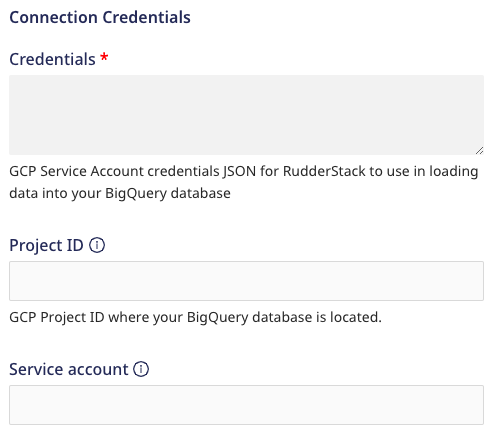 Connection Credentials
Credentials *
GCP Service Account credentials JSON for RudderStack to use in loading
data into your BigQuery database
Project ID
GCP Project ID where your BigQuery database is located.
Service account